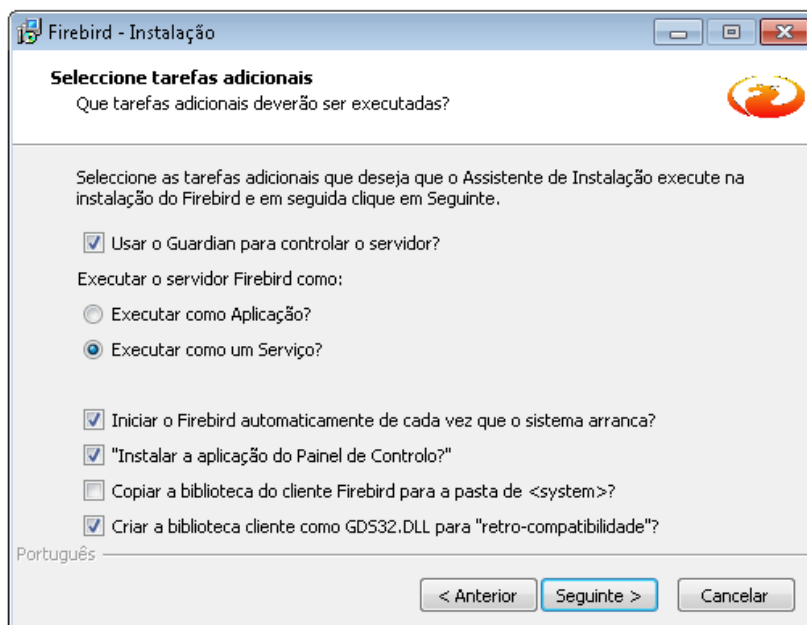 Firebird - Instalação
Seleccione tarefas adicionais
Que tarefas adicionais deverão ser executadas?
Seleccione as tarefas adicionais que deseja que o Assistente de Instalação execute na
instalação do Firebird e em seguida clique em Seguinte.
Usar o Guardian para controlar o servidor?
Executar o servidor Firebird como:
Executar como Aplicação?
Executar como um Serviço?
Iniciar o Firebird automaticamente de cada vez que o sistema arranca?
"Instalar a aplicação do Painel de Controlo?"
Copiar a biblioteca do cliente Firebird para a pasta de <system>?
Criar a biblioteca cliente como GDS32.DLL para "retro-compatibilidade"?
Português
< Anterior
Seguinte >
Cancelar